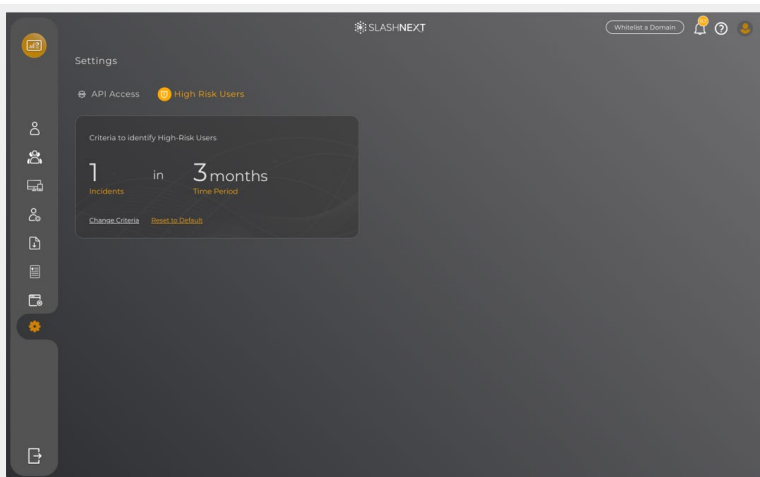 SLASHNEXT
Whitelist a Domain
Settings
API Access
High Risk Users
Criteria to identify High-Risk Users
1 in 3 months
Incidents Time Period
Change Criteria Reset to Default